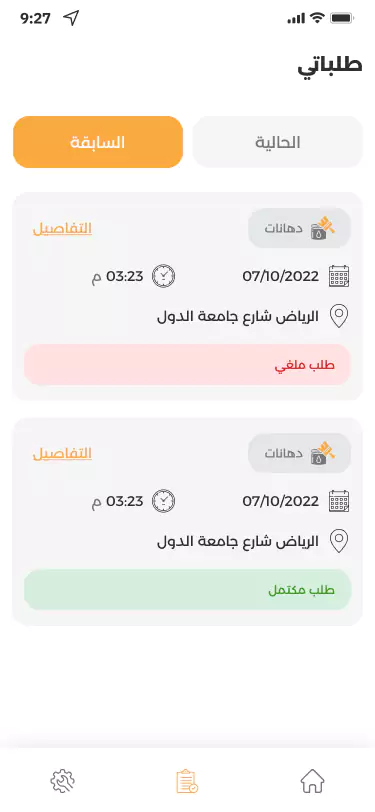 9:27
طلباتي
الحالية
السابقة
دهانات
التفاصيل
07/10/2022
03:23 م
الرياض شارع جامعة الدول
طلب ملغي
دهانات
التفاصيل
07/10/2022
03:23 م
الرياض شارع جامعة الدول
طلب مكتمل